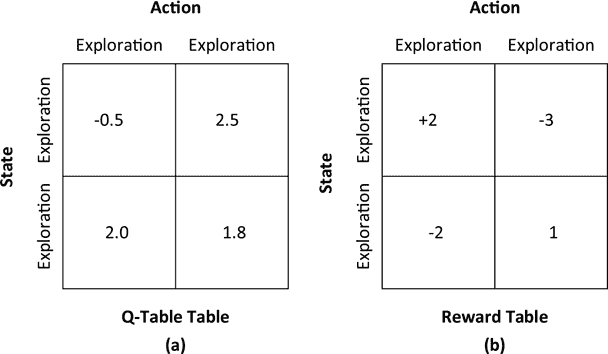 Action
Exploration Exploration
State
Exploration
-0.5 2.5
Exploration
2.0 1.8
Q-Table Table
(a)
Action
Exploration Exploration
State
Exploration
+2 -3
Exploration
-2 1
Reward Table
(b)